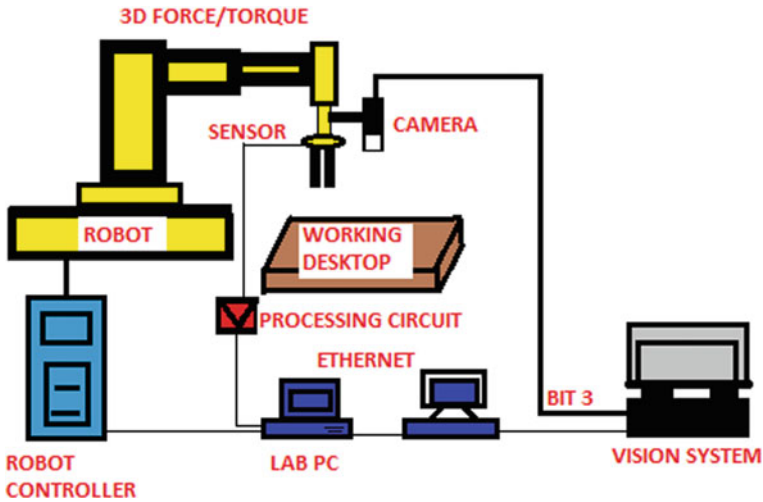 3D FORCE/TORQUE
SENSOR
CAMERA
ROBOT
WORKING
DESKTOP
PROCESSING CIRCUIT
ETHERNET
BIT 3
ROBOT
CONTROLLER
LAB PC
VISION SYSTEM